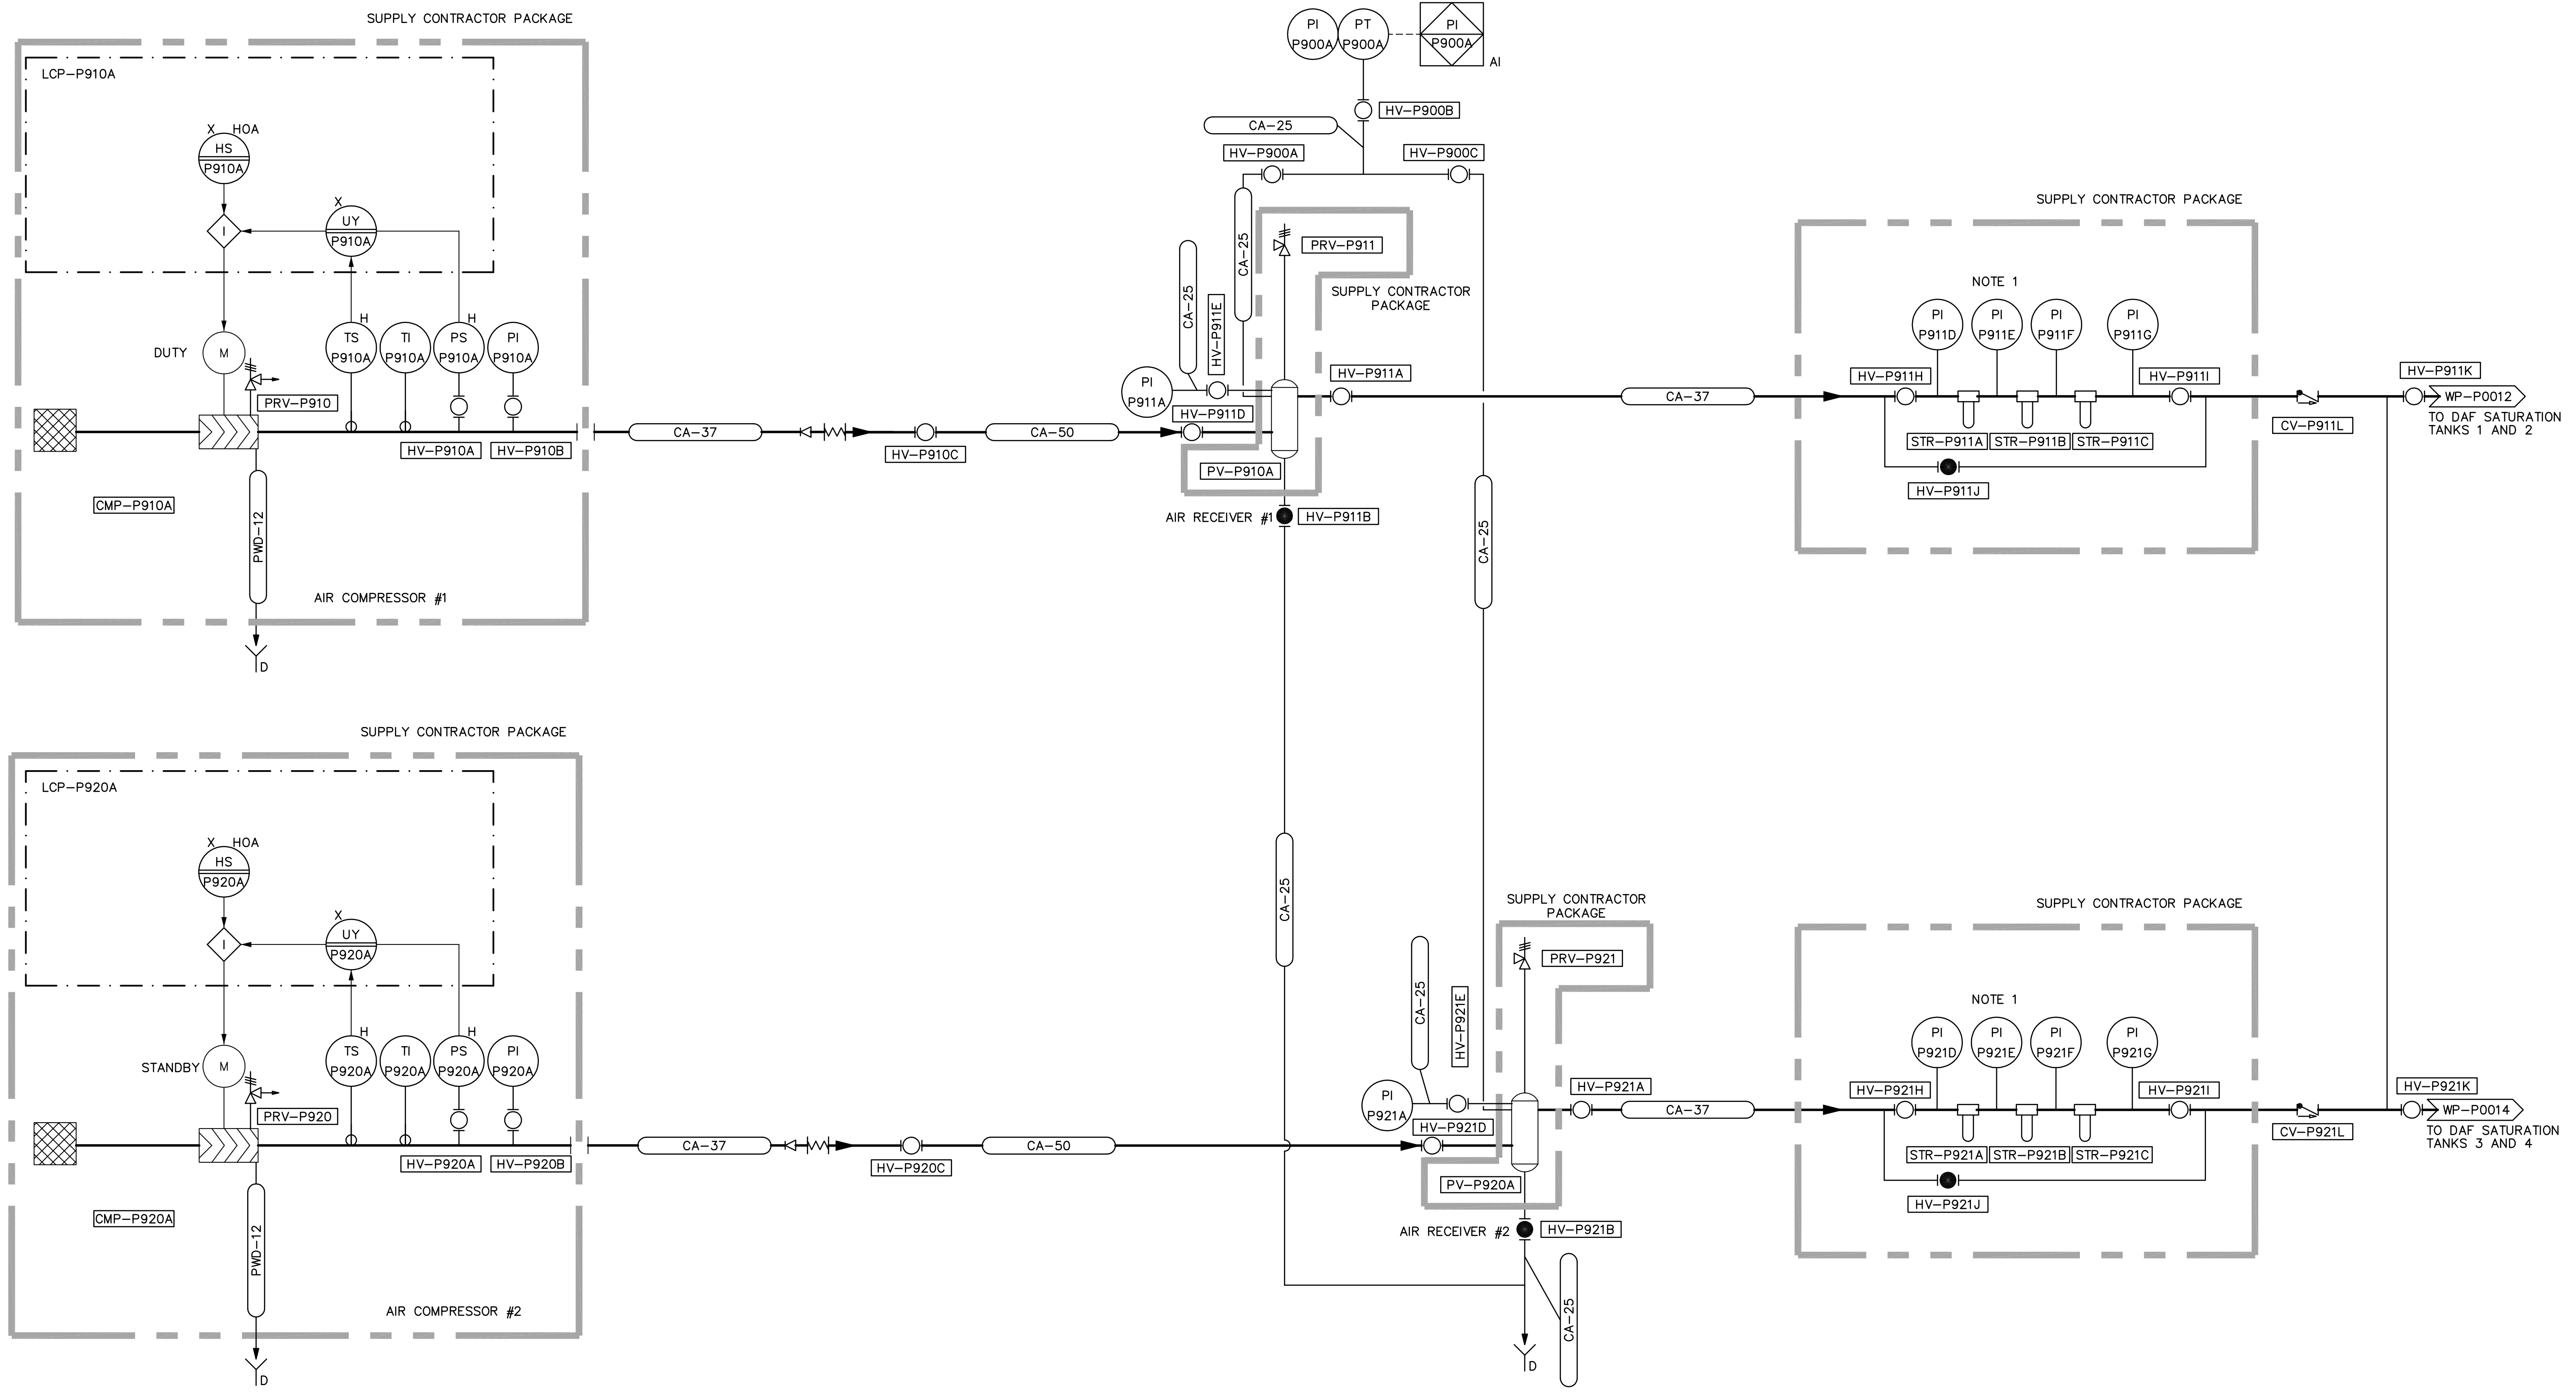 SUPPLY CONTRACTOR PACKAGE
LCP-P910A
X HOA
HS
P910A
I
X
UY
P910A
DUTY
M
H
TS
P910A
TI
P910A
H
PS
P910A
PI
P910A
PRV-P910
HV-P910A
HV-P910B
CMP-P910A
PWD-12
AIR COMPRESSOR #1
D
CA-37
HV-P910C
CA-50
PI
P900A
PT
P900A
PI
P900A
AI
HV-P900B
CA-25
HV-P900A
HV-P900C
CA-25
PRV-P911
SUPPLY CONTRACTOR
PACKAGE
CA-25
HV-P911E
PI
P911A
HV-P911D
HV-P911A
PV-P910A
AIR RECEIVER #1
HV-P911B
CA-25
CA-25
CA-37
SUPPLY CONTRACTOR PACKAGE
NOTE 1
PI
P911D
PI
P911E
PI
P911F
PI
P911G
HV-P911H
HV-P911I
STR-P911A
STR-P911B
STR-P911C
HV-P911J
CV-P911L
HV-P911K
WP-P0012
TO DAF SATURATION
TANKS 1 AND 2
SUPPLY CONTRACTOR PACKAGE
LCP-P920A
X HOA
HS
P920A
I
X
UY
P920A
STANDBY
M
H
TS
P920A
TI
P920A
H
PS
P920A
PI
P920A
PRV-P920
HV-P920A
HV-P920B
CMP-P920A
PWD-12
AIR COMPRESSOR #2
D
CA-37
HV-P920C
CA-50
SUPPLY CONTRACTOR
PACKAGE
PRV-P921
CA-25
HV-P921E
PI
P921A
HV-P921D
HV-P921A
PV-P920A
AIR RECEIVER #2
HV-P921B
CA-25
D
CA-37
SUPPLY CONTRACTOR PACKAGE
NOTE 1
PI
P921D
PI
P921E
PI
P921F
PI
P921G
HV-P921H
HV-P921I
STR-P921A
STR-P921B
STR-P921C
HV-P921J
CV-P921L
HV-P921K
WP-P0014
TO DAF SATURATION
TANKS 3 AND 4